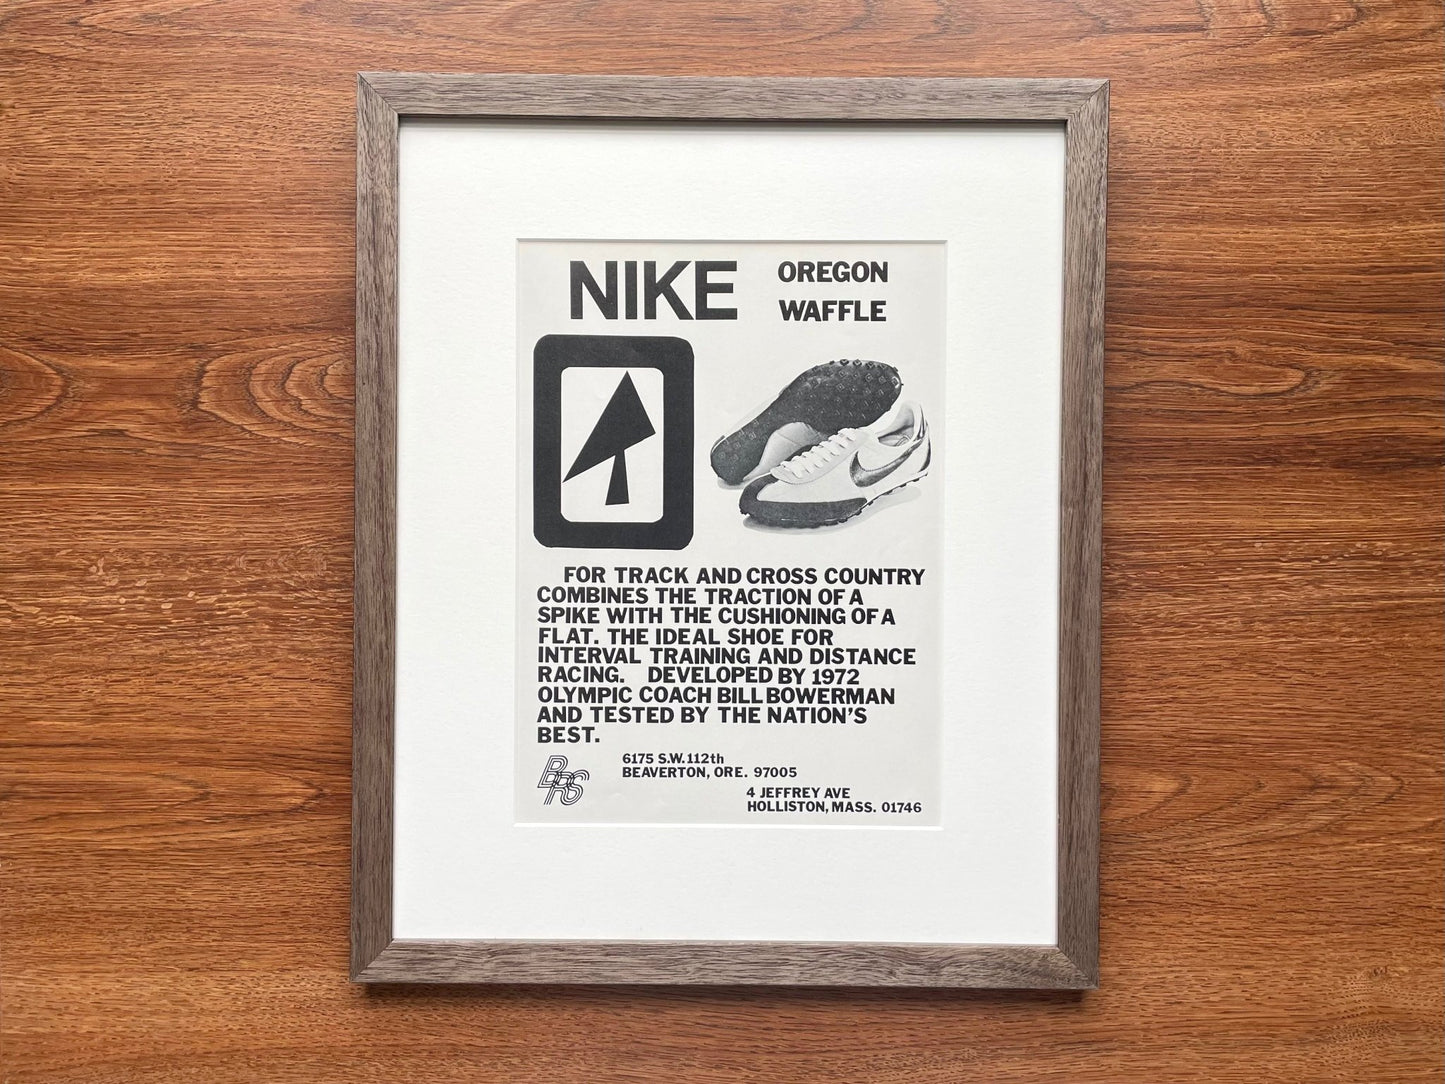 NIKE
OREGON
WAFFLE
FOR TRACK AND CROSS COUNTRY
COMBINES THE TRACTION OF A
SPIKE WITH THE CUSHIONING OF A
FLAT. THE IDEAL SHOE FOR
INTERVAL TRAINING AND DISTANCE
RACING. DEVELOPED BY 1972
OLYMPIC COACH BILL BOWERMAN
AND TESTED BY THE NATION'S
BEST.
BRS
6175 S.W. 112th
BEAVERTON, ORE. 97005
4 JEFFREY AVE
HOLLISTON, MASS. 01746